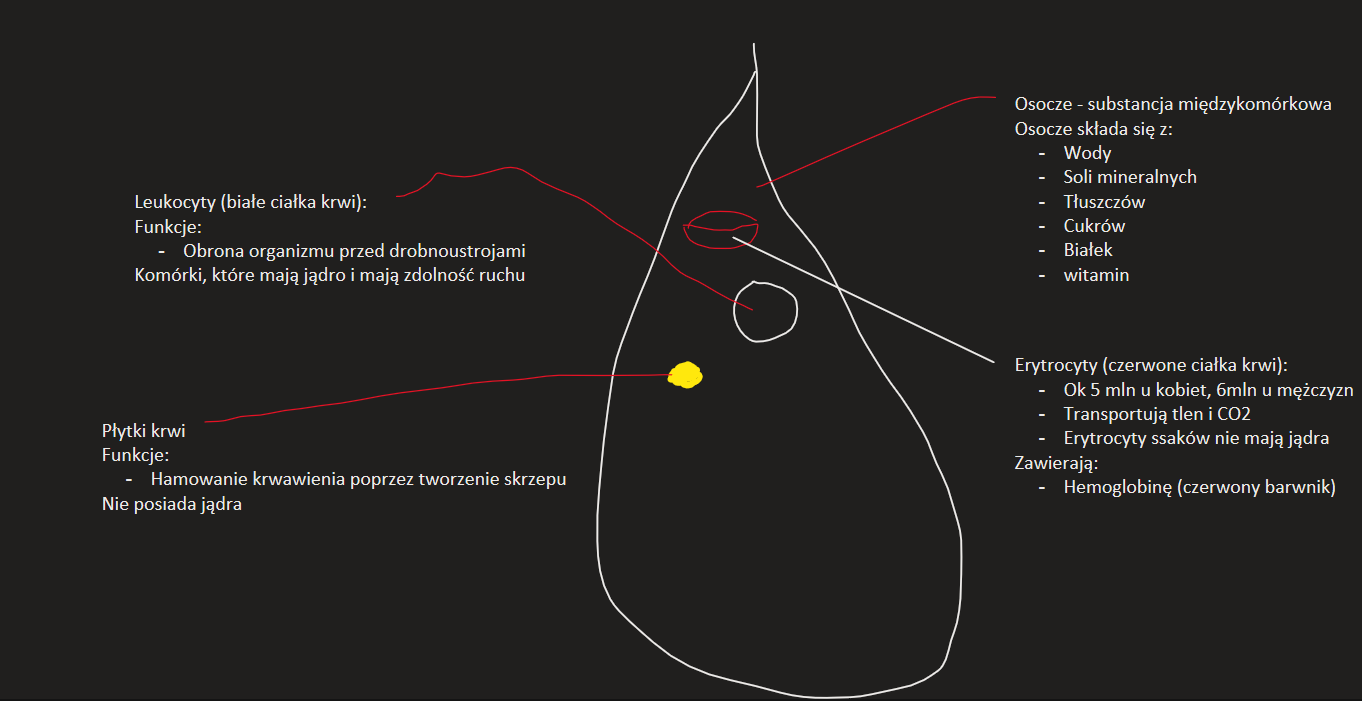 Osocze - substancja międzykomórkowa
Osocze składa się z:
- Wody
- Soli mineralnych
- Tłuszczów
- Cukrów
- Białek
- witamin
Leukocyty (białe ciałka krwi):
Funkcje:
- Obrona organizmu przed drobnoustrojami
Komórki, które mają jądro i mają zdolność ruchu
Erytrocyty (czerwone ciałka krwi):
- Ok 5 mln u kobiet, 6mln u mężczyzn
- Transportują tlen i CO2
- Erytrocyty ssaków nie mają jądra
Zawierają:
- Hemoglobinę (czerwony barwnik)
Płytki krwi
Funkcje:
- Hamowanie krwawienia poprzez tworzenie skrzepu
Nie posiada jądra